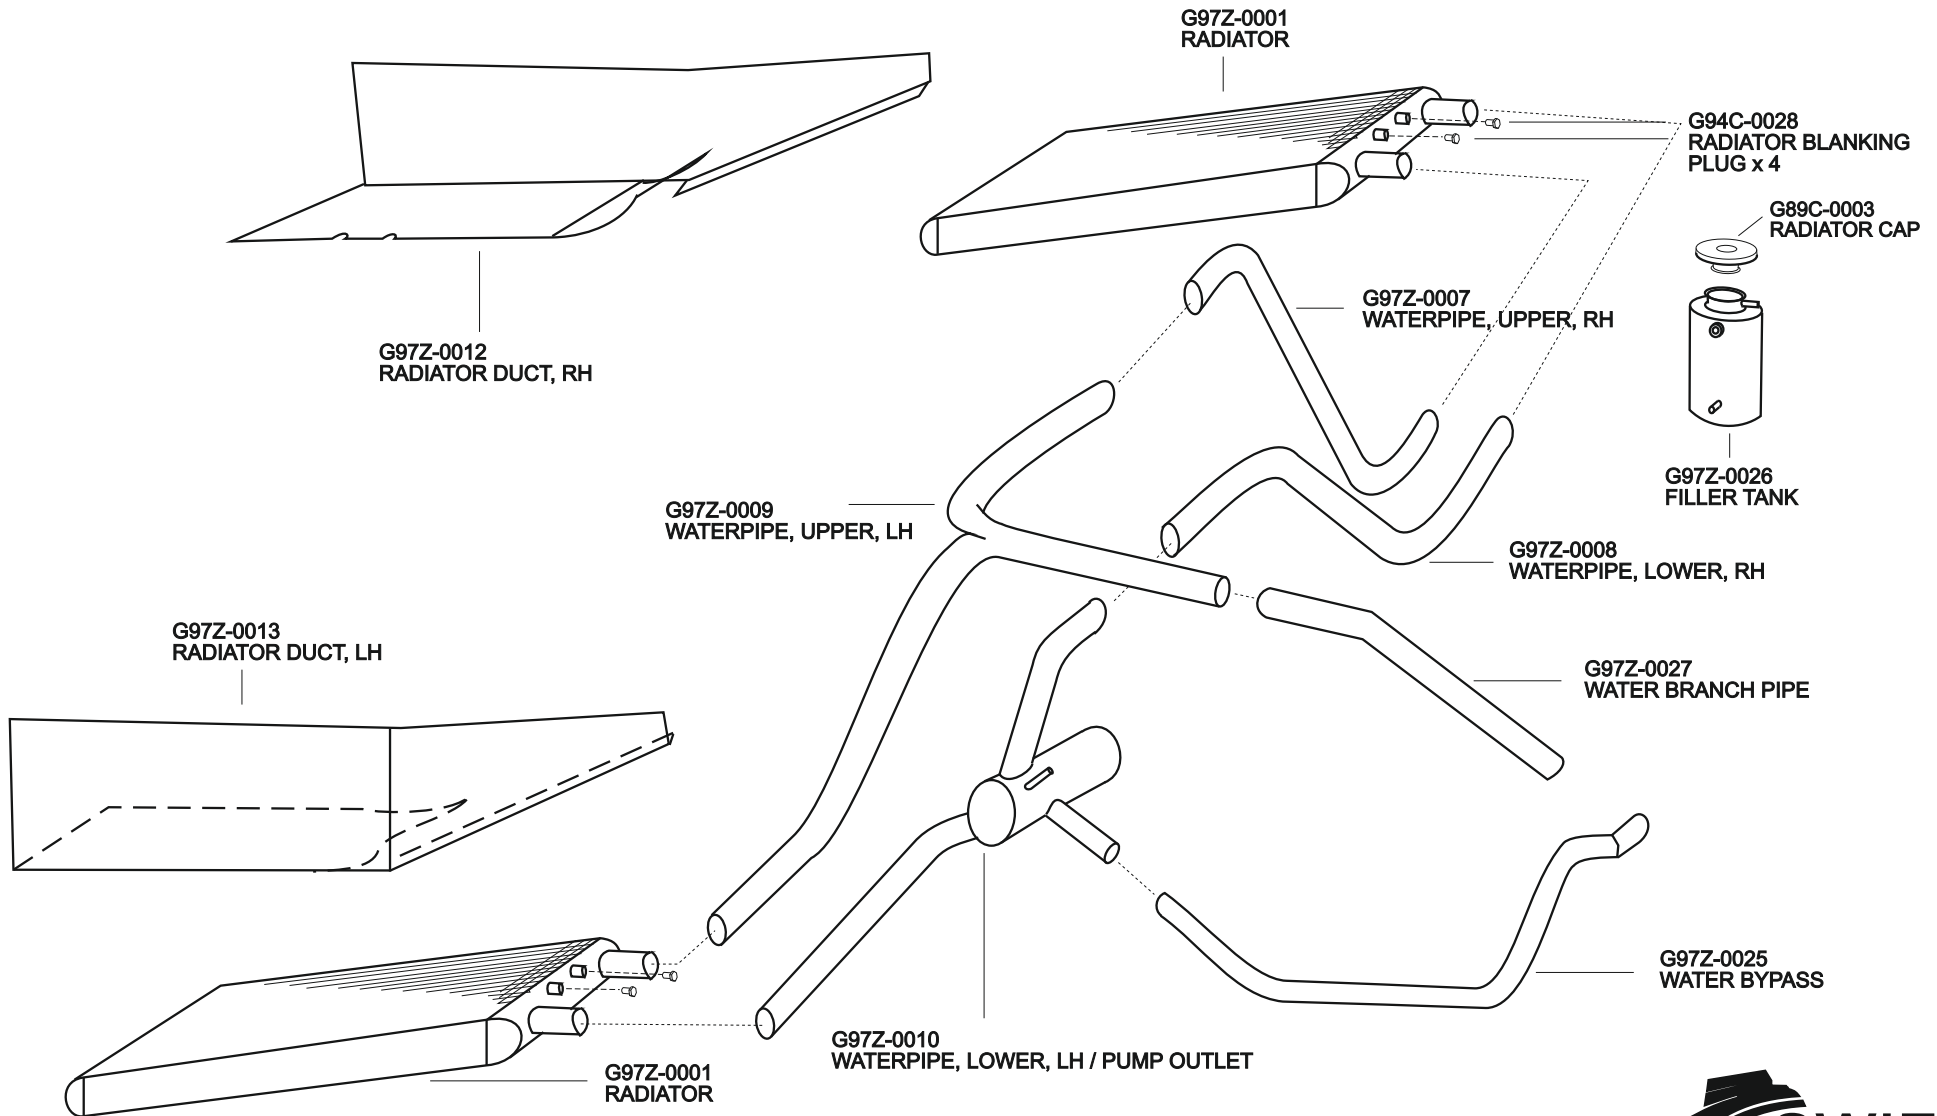 G97Z-0001
RADIATOR
G94C-0028
RADIATOR BLANKING
PLUG x 4
G89C-0003
RADIATOR CAP
G97Z-0007
WATERPIPE, UPPER, RH
G97Z-0012
RADIATOR DUCT, RH
G97Z-0026
FILLER TANK
G97Z-0009
WATERPIPE, UPPER, LH
G97Z-0008
WATERPIPE, LOWER, RH
G97Z-0013
RADIATOR DUCT, LH
G97Z-0027
WATER BRANCH PIPE
G97Z-0025
WATER BYPASS
G97Z-0010
WATERPIPE, LOWER, LH / PUMP OUTLET
G97Z-0001
RADIATOR